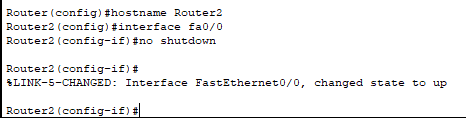 Router(config)#hostname Router2
Router2(config)#interface fa0/0
Router2(config-if)#no shutdown
Router2(config-if)#
%LINK-5-CHANGED: Interface FastEthernet0/0, changed state to up
Router2(config-if)#